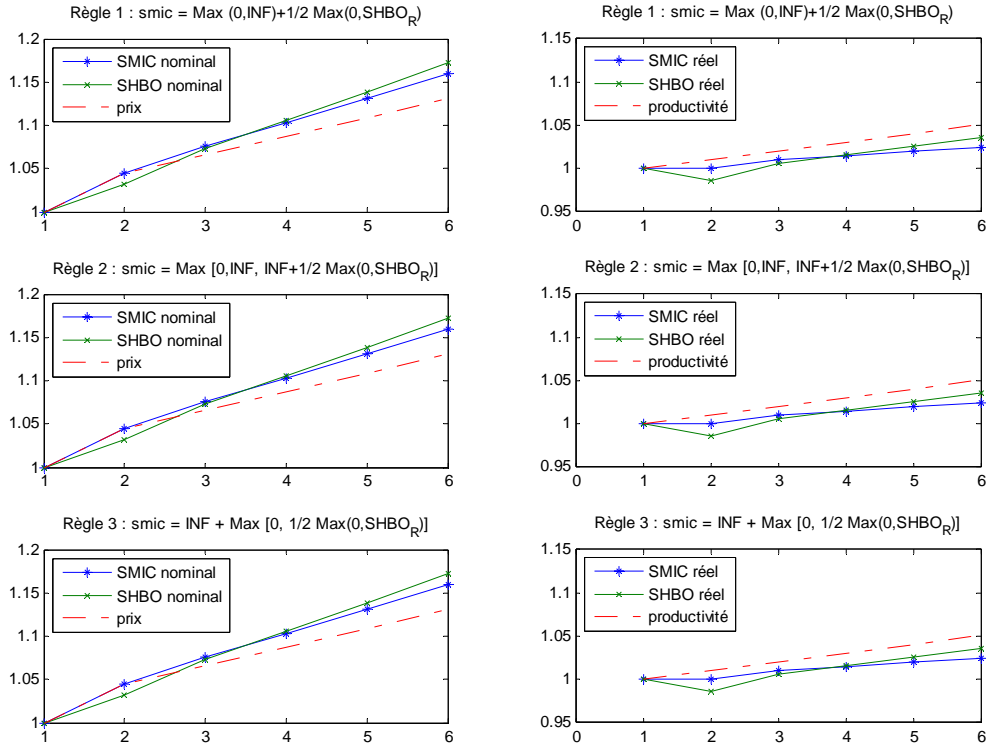 Règle 1 : smic = Max (0,INF)+1/2 Max(0,SHBO_R)
1.2
1.15
1.1
1.05
1
SMIC nominal
SHBO nominal
prix
1 2 3 4 5 6
Règle 1 : smic = Max (0,INF)+1/2 Max(0,SHBO_R)
1.15
1.1
1.05
1
0.95
SMIC réel
SHBO réel
productivité
0 1 2 3 4 5 6
Règle 2 : smic = Max [0,INF, INF+1/2 Max(0,SHBO_R)]
1.2
1.15
1.1
1.05
1
SMIC nominal
SHBO nominal
prix
1 2 3 4 5 6
Règle 2 : smic = Max [0,INF, INF+1/2 Max(0,SHBO_R)]
1.15
1.1
1.05
1
0.95
SMIC réel
SHBO réel
productivité
0 1 2 3 4 5 6
Règle 3 : smic = INF + Max [0, 1/2 Max(0,SHBO_R)]
1.2
1.15
1.1
1.05
1
SMIC nominal
SHBO nominal
prix
1 2 3 4 5 6
Règle 3 : smic = INF + Max [0, 1/2 Max(0,SHBO_R)]
1.15
1.1
1.05
1
0.95
SMIC réel
SHBO réel
productivité
0 1 2 3 4 5 6